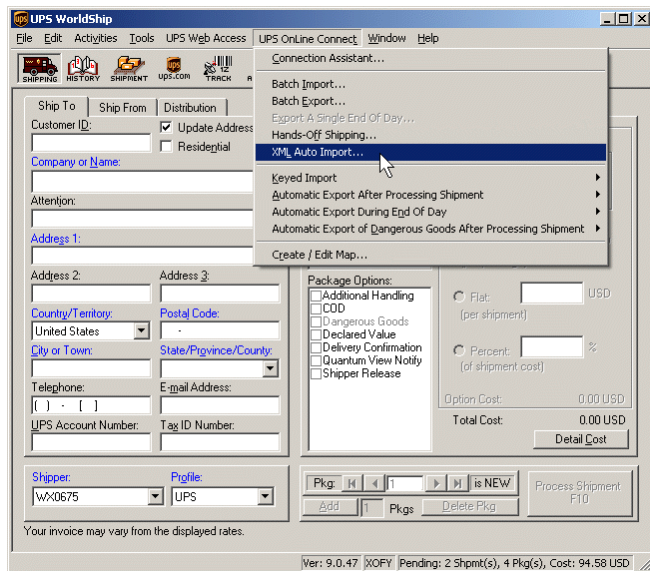 UPS WorldShip
File Edit Activities Tools UPS Web Access UPS OnLine Connect Window Help
SHIPPING HISTORY SHIPMENT UPS.com TRACK
Connection Assistant...
Batch Import...
Batch Export...
Export A Single End Of Day...
Hands-Off Shipping...
XML Auto Import...
Keyed Import
Automatic Export After Processing Shipment
Automatic Export During End Of Day
Automatic Export of Dangerous Goods After Processing Shipment
Create / Edit Map...
Ship To Ship From Distribution
Customer ID: Update Address
Residential
Company or Name:
Attention:
Address 1:
Address 2: Address 3:
Country/Territory: Postal Code:
United States -
City or Town: State/Province/County:
Telephone: E-mail Address:
( ) - [ ]
UPS Account Number: Tax ID Number:
Package Options:
Additional Handling
COD
Dangerous Goods
Declared Value
Delivery Confirmation
Quantum View Notify
Shipper Release
Flat: USD
(per shipment)
Percent: %
(of shipment cost)
Option Cost: 0.00 USD
Total Cost: 0.00 USD
Detail Cost
Shipper: Profile:
WX0675 UPS
Pkg: 1 is NEW
Add 1 Pkgs Delete Pkg
Process Shipment
F10
Your invoice may vary from the displayed rates.
Ver: 9.0.47 XOFY Pending: 2 Shpmt(s), 4 Pkg(s), Cost: 94.58 USD